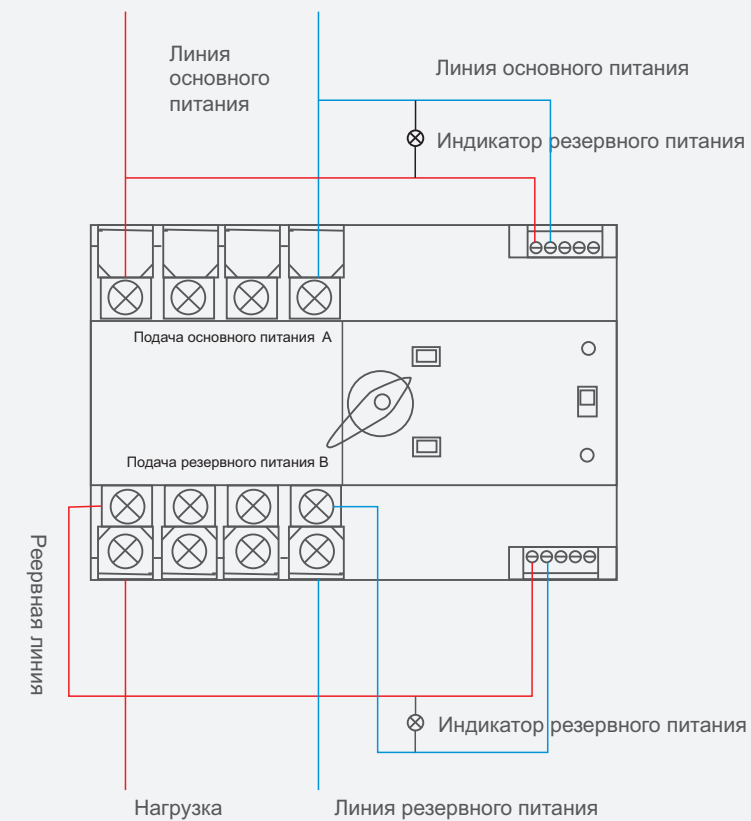 Линия
основного
питания
Линия основного питания
Индикатор резервного питания
Подача основного питания А
Подача резервного питания В
Реервная линия
Индикатор резервного питания
Нагрузка
Линия резервного питания